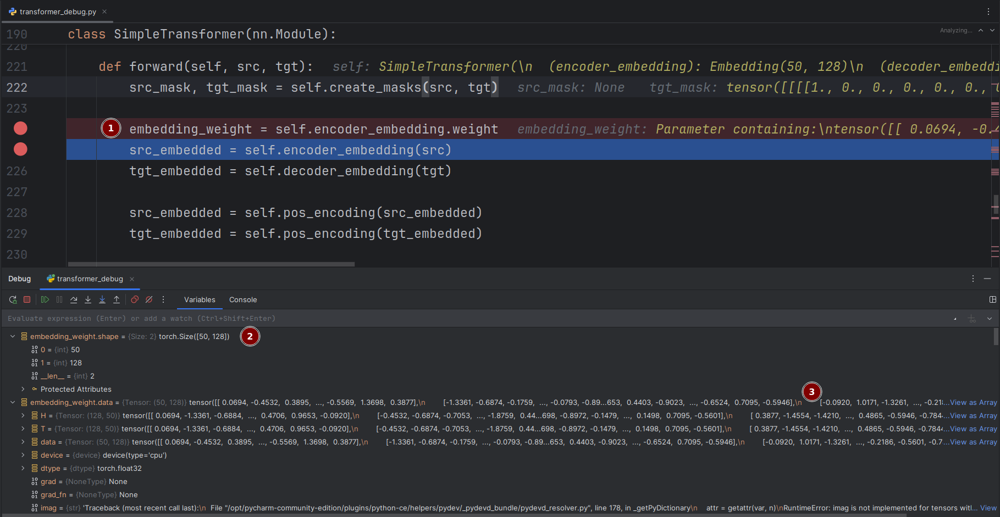 transformer_debug.py
190 class SimpleTransformer(nn.Module):
Analyzing...
220
221 def forward(self, src, tgt): self: SimpleTransformer(\n (encoder_embedding): Embedding(50, 128)\n (decoder_embeddi
222 src_mask, tgt_mask = self.create_masks(src, tgt) src_mask: None tgt_mask: tensor([[[[1., 0., 0., 0., 0., 0.,
223
1 embedding_weight = self.encoder_embedding.weight embedding_weight: Parameter containing:\ntensor([[ 0.0694, -0.4
src_embedded = self.encoder_embedding(src)
226 tgt_embedded = self.decoder_embedding(tgt)
227
228 src_embedded = self.pos_encoding(src_embedded)
229 tgt_embedded = self.pos_encoding(tgt_embedded)
230
Debug transformer_debug
Variables Console
Evaluate expression (Enter) or add a watch (Ctrl+Shift+Enter)
embedding_weight.shape = {Size: 2} torch.Size([50, 128]) 2
0 = {int} 50
1 = {int} 128
__len__ = {int} 2
Protected Attributes
3
embedding_weight.data = {Tensor: (50, 128)} tensor([[ 0.0694, -0.4532, 0.3895, ..., -0.5569, 1.3698, 0.3877],\n [-1.3361, -0.6874, -0.1759, ..., -0.0793, -0.89...653, 0.4403, -0.9023, ..., -0.6524, 0.7095, -0.5946],\n [-0.0920, 1.0171, -1.3261, ..., -0.218...View as Array
H = {Tensor: (128, 50)} tensor([[ 0.0694, -1.3361, -0.6884, ..., 0.4706, 0.9653, -0.0920],\n [-0.4532, -0.6874, -0.7053, ..., -1.8759, 0.44...698, -0.8972, -0.1479, ..., 0.1498, 0.7095, -0.5601],\n [ 0.3877, -1.4554, -1.4210, ..., 0.4865, -0.5946, -0.7844...View as Array
T = {Tensor: (128, 50)} tensor([[ 0.0694, -1.3361, -0.6884, ..., 0.4706, 0.9653, -0.0920],\n [-0.4532, -0.6874, -0.7053, ..., -1.8759, 0.44...698, -0.8972, -0.1479, ..., 0.1498, 0.7095, -0.5601],\n [ 0.3877, -1.4554, -1.4210, ..., 0.4865, -0.5946, -0.7844...View as Array
data = {Tensor: (50, 128)} tensor([[ 0.0694, -0.4532, 0.3895, ..., -0.5569, 1.3698, 0.3877],\n [-1.3361, -0.6874, -0.1759, ..., -0.0793, -0.89...653, 0.4403, -0.9023, ..., -0.6524, 0.7095, -0.5946],\n [-0.0920, 1.0171, -1.3261, ..., -0.2186, -0.5601, -0.7...View as Array
device = {device} device(type='cpu')
dtype = {dtype} torch.float32
grad = {NoneType} None
grad_fn = {NoneType} None
imag = {str} 'Traceback (most recent call last):\n File "/opt/pycharm-community-edition/plugins/python-ce/helpers/pydev/_pydevd_bundle/pydevd_resolver.py", line 178, in _getPyDictionary\n attr = getattr(var, n)\nRuntimeError: imag is not implemented for tensors witl... View